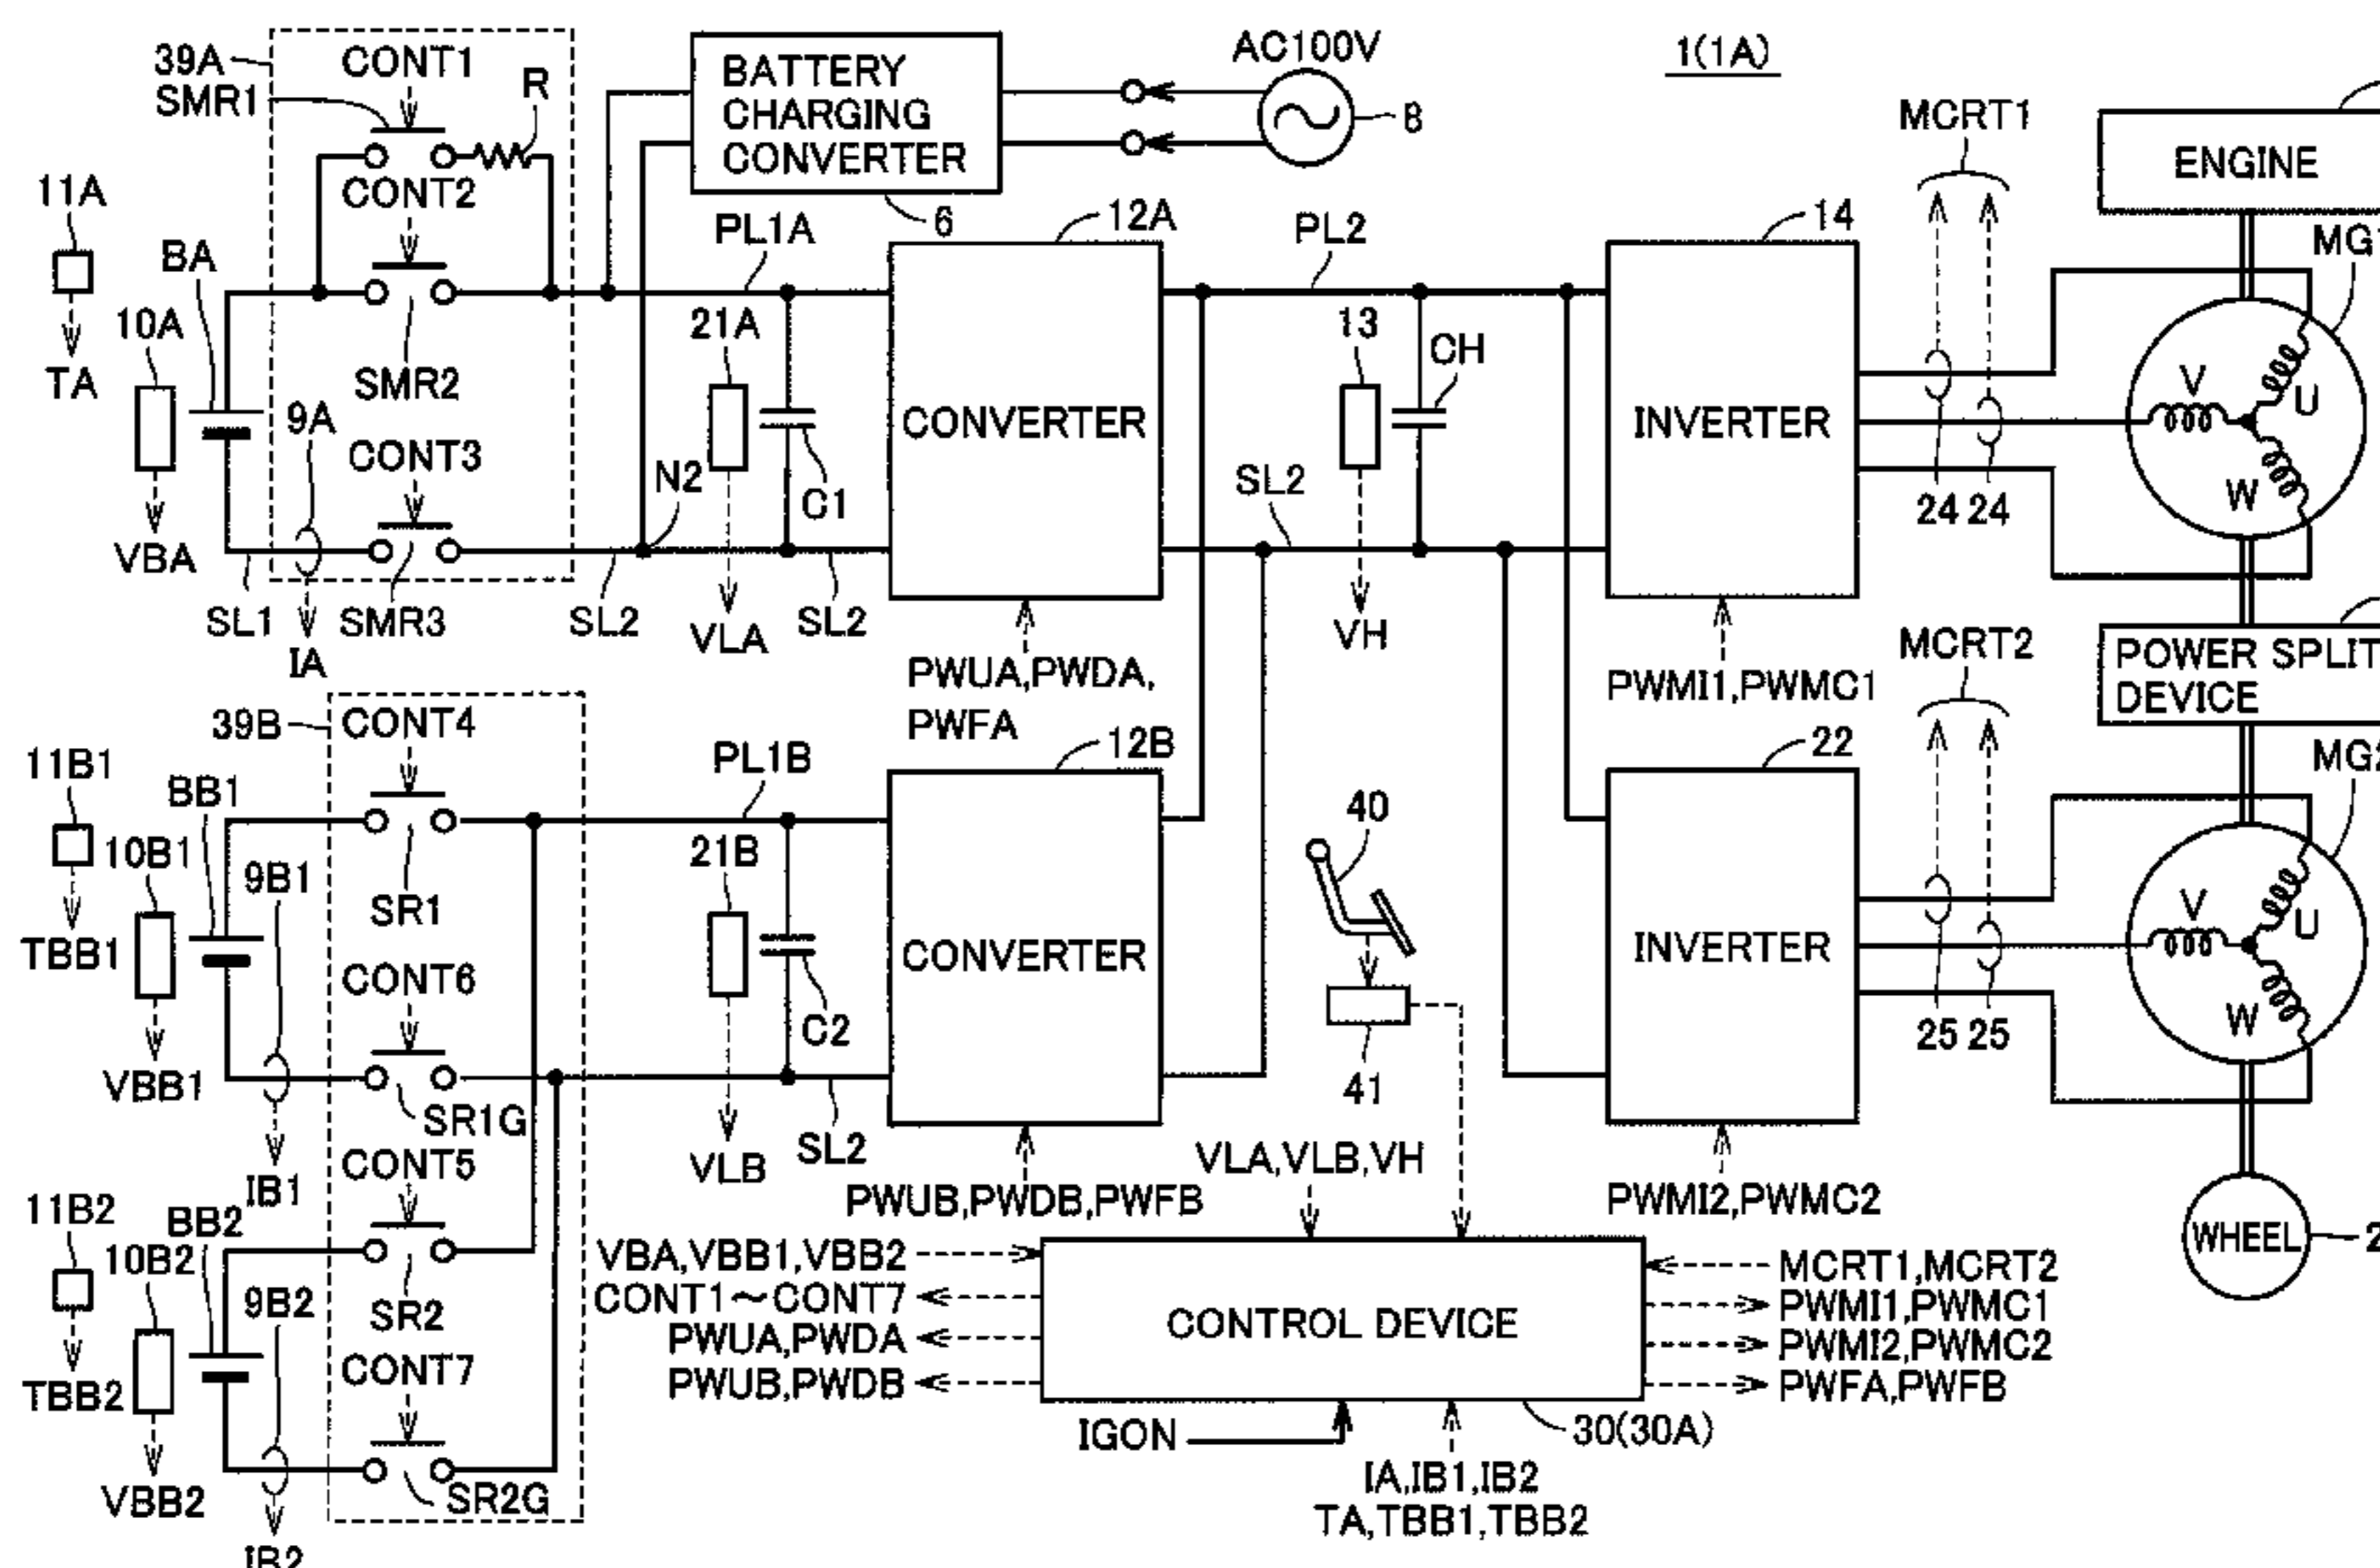 1(1A)
39A
CONT1
SMR1
R
CONT2
BATTERY
CHARGING
CONVERTER
6
AC100V
8
11A
TA
10A
VBA
BA
SMR2
9A
CONT3
SL1
IA
SMR3
SL2
N2
PL1A
21A
VLA
C1
SL2
12A
CONVERTER
PWUA,PWDA,
PWFA
PL2
13
CH
SL2
VH
14
INVERTER
PWMI1,PWMC1
MCRT1
24
24
ENGINE
V
U
W
POWER SPLIT
DEVICE
39B
CONT4
11B1
TBB1
10B1
VBB1
BB1
9B1
SR1
CONT6
SR1G
IB1
CONT5
11B2
TBB2
10B2
VBB2
BB2
9B2
SR2
CONT7
SR2G
IB2
PL1B
21B
VLB
C2
SL2
12B
CONVERTER
PWUB,PWDB,PWFB
40
41
22
INVERTER
PWMI2,PWMC2
MCRT2
25
25
MG2
V
U
W
WHEEL
VLA,VLB,VH
VBA,VBB1,VBB2
CONT1~CONT7
PWUA,PWDA
PWUB,PWDB
CONTROL DEVICE
MCRT1,MCRT2
PWMI1,PWMC1
PWMI2,PWMC2
PWFA,PWFB
IGON
30(30A)
IA,IB1,IB2
TA,TBB1,TBB2